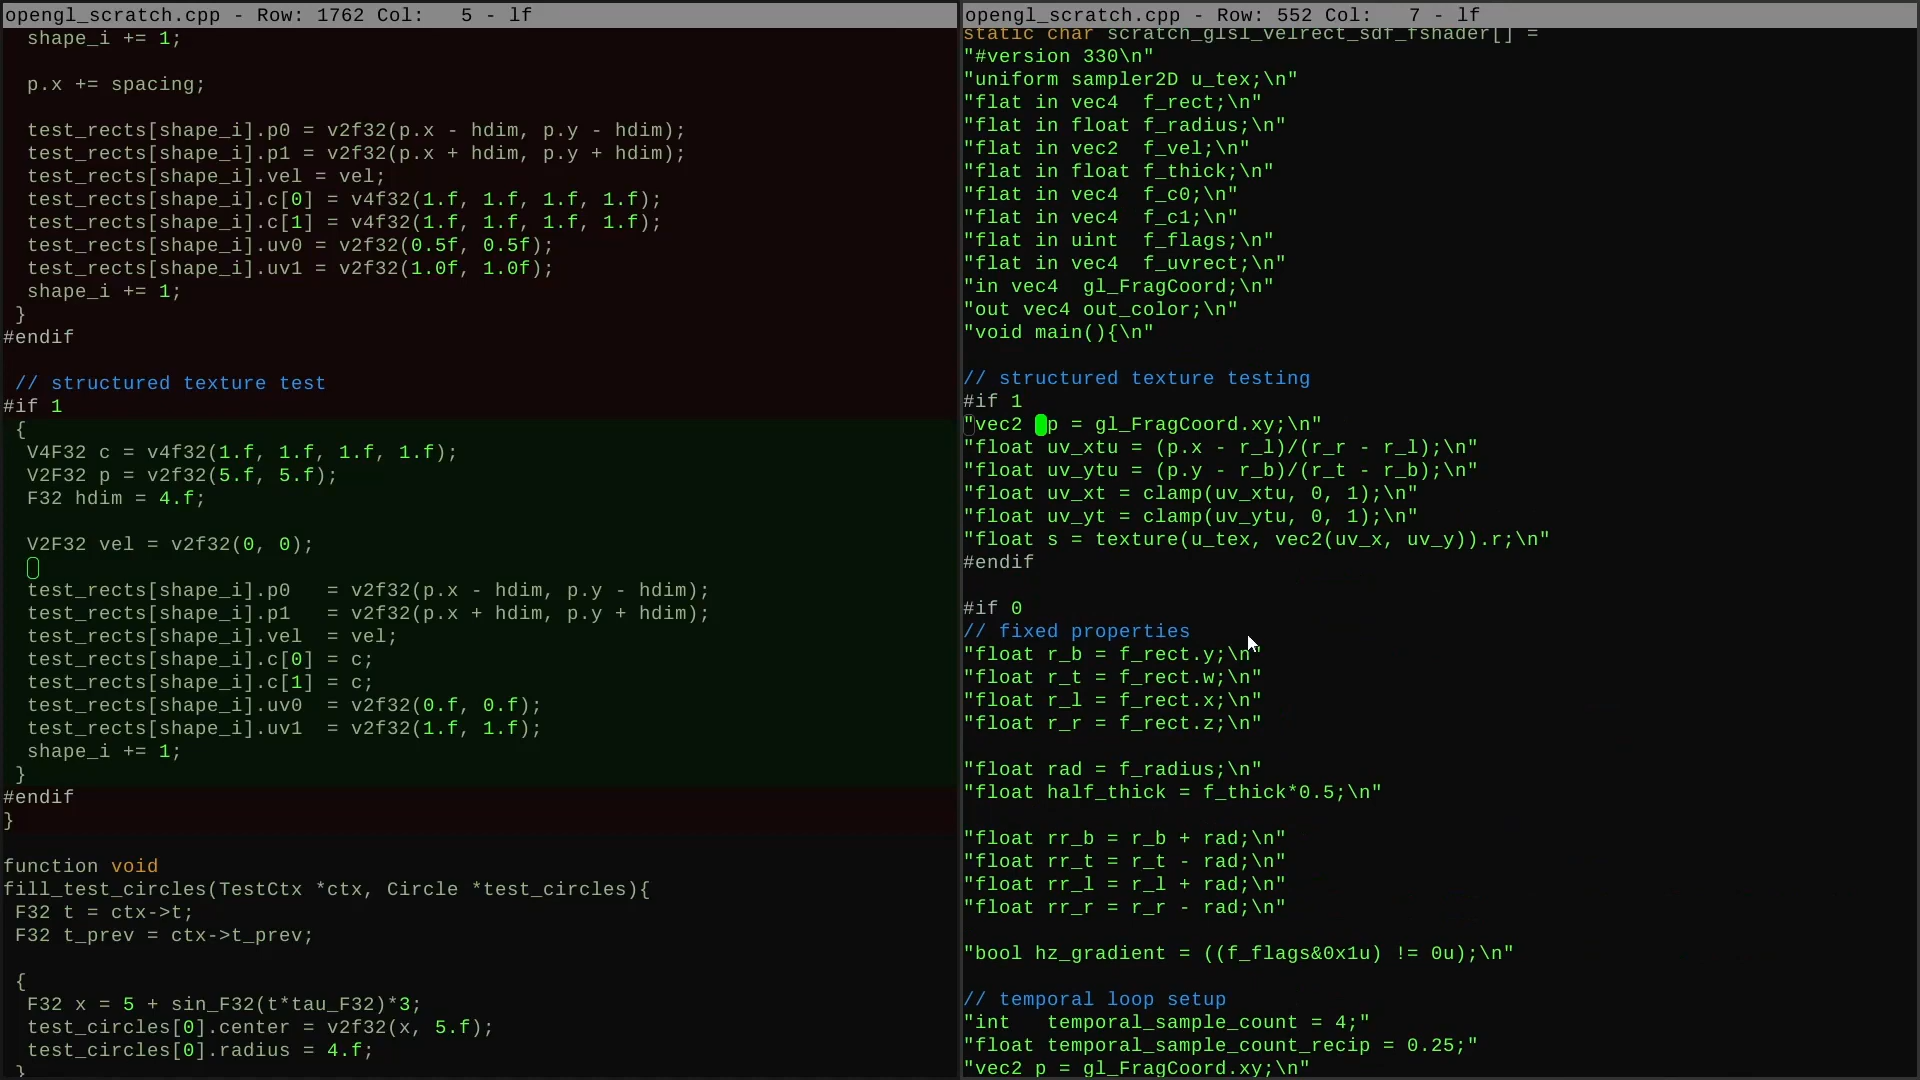 opengl_scratch.cpp - Row: 1762 Col:   5 - lf
  shape_i += 1;
  p.x += spacing;
  test_rects[shape_i].p0 = v2f32(p.x - hdim, p.y - hdim);
  test_rects[shape_i].p1 = v2f32(p.x + hdim, p.y + hdim);
  test_rects[shape_i].vel = vel;
  test_rects[shape_i].c[0] = v4f32(1.f, 1.f, 1.f, 1.f);
  test_rects[shape_i].c[1] = v4f32(1.f, 1.f, 1.f, 1.f);
  test_rects[shape_i].uv0 = v2f32(0.5f, 0.5f);
  test_rects[shape_i].uv1 = v2f32(1.0f, 1.0f);
  shape_i += 1;
 }
#endif
 // structured texture test
#if 1
 {
  V4F32 c = v4f32(1.f, 1.f, 1.f, 1.f);
  V2F32 p = v2f32(5.f, 5.f);
  F32 hdim = 4.f;
  V2F32 vel = v2f32(0, 0);
  test_rects[shape_i].p0   = v2f32(p.x - hdim, p.y - hdim);
  test_rects[shape_i].p1   = v2f32(p.x + hdim, p.y + hdim);
  test_rects[shape_i].vel  = vel;
  test_rects[shape_i].c[0] = c;
  test_rects[shape_i].c[1] = c;
  test_rects[shape_i].uv0  = v2f32(0.f, 0.f);
  test_rects[shape_i].uv1  = v2f32(1.f, 1.f);
  shape_i += 1;
 }
#endif
}
function void
fill_test_circles(TestCtx *ctx, Circle *test_circles){
 F32 t = ctx->t;
 F32 t_prev = ctx->t_prev;
 {
  F32 x = 5 + sin_F32(t*tau_F32)*3;
  test_circles[0].center = v2f32(x, 5.f);
  test_circles[0].radius = 4.f;
 }
opengl_scratch.cpp - Row: 552 Col:   7 - lf
static char scratch_glsl_velrect_sdf_fshader[] =
"#version 330\n"
"uniform sampler2D u_tex;\n"
"flat in vec4  f_rect;\n"
"flat in float f_radius;\n"
"flat in vec2  f_vel;\n"
"flat in float f_thick;\n"
"flat in vec4  f_c0;\n"
"flat in vec4  f_c1;\n"
"flat in uint  f_flags;\n"
"flat in vec4  f_uvrect;\n"
"in vec4  gl_FragCoord;\n"
"out vec4 out_color;\n"
"void main(){\n"
// structured texture testing
#if 1
"vec2  p = gl_FragCoord.xy;\n"
"float uv_xtu = (p.x - r_l)/(r_r - r_l);\n"
"float uv_ytu = (p.y - r_b)/(r_t - r_b);\n"
"float uv_xt = clamp(uv_xtu, 0, 1);\n"
"float uv_yt = clamp(uv_ytu, 0, 1);\n"
"float s = texture(u_tex, vec2(uv_x, uv_y)).r;\n"
#endif
#if 0
// fixed properties
"float r_b = f_rect.y;\n"
"float r_t = f_rect.w;\n"
"float r_l = f_rect.x;\n"
"float r_r = f_rect.z;\n"
"float rad = f_radius;\n"
"float half_thick = f_thick*0.5;\n"
"float rr_b = r_b + rad;\n"
"float rr_t = r_t - rad;\n"
"float rr_l = r_l + rad;\n"
"float rr_r = r_r - rad;\n"
"bool hz_gradient = ((f_flags&0x1u) != 0u);\n"
// temporal loop setup
"int   temporal_sample_count = 4;"
"float temporal_sample_count_recip = 0.25;"
"vec2 p = gl_FragCoord.xy;\n"